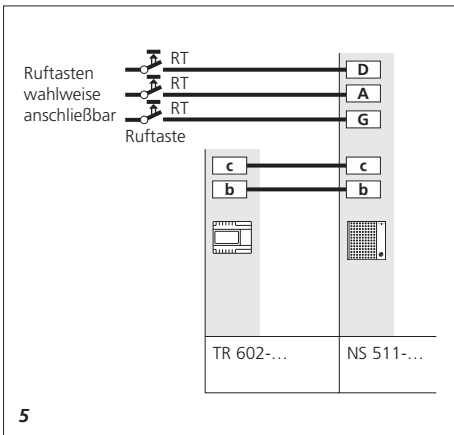 RT
D
Ruftasten
wahlweise
anschließbar
RT
A
RT
G
Ruftaste
c c
b b
TR 602-… NS 511-…
5